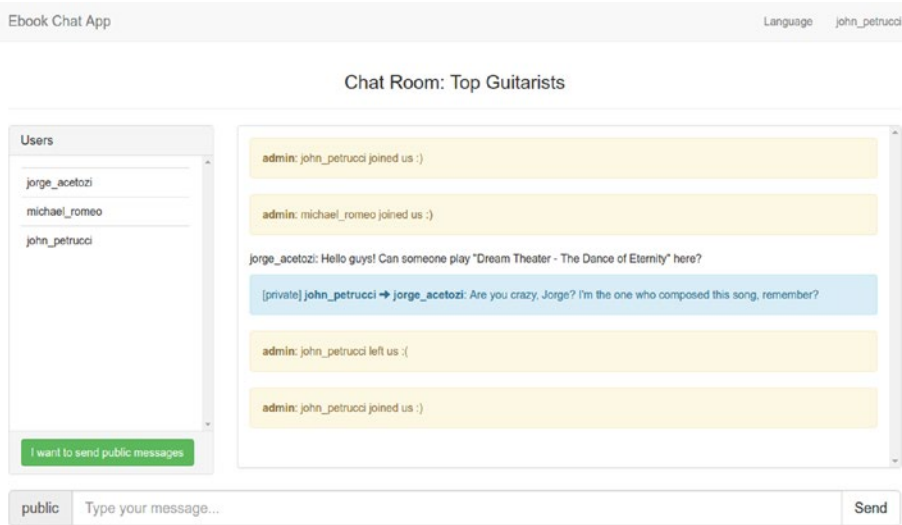 Ebook Chat App
Language
john_petrucci
Chat Room: Top Guitarists
Users
jorge_acetozi
michael_romeo
john_petrucci
I want to send public messages
admin: john_petrucci joined us :)
admin: michael_romeo joined us :)
jorge_acetozi: Hello guys! Can someone play "Dream Theater - The Dance of Eternity" here?
[private] john_petrucci ➔ jorge_acetozi: Are you crazy, Jorge? I'm the one who composed this song, remember?
admin: john_petrucci left us :(
admin: john_petrucci joined us :)
public
Type your message...
Send